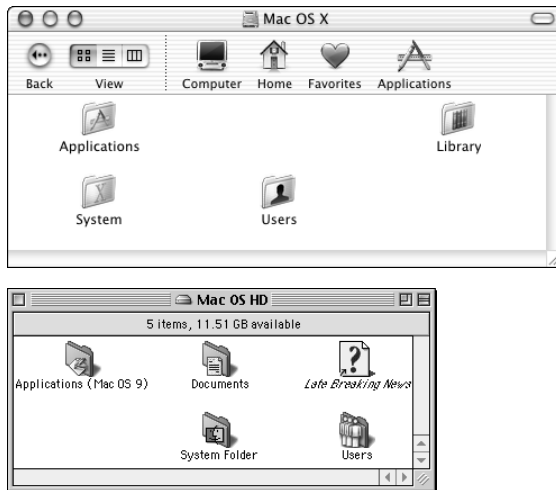 Mac OS X
Back View Computer Home Favorites Applications
Applications Library
System Users
Mac OS HD
5 items, 11.51 GB available
Applications (Mac OS 9) Documents Late Breaking News
System Folder Users